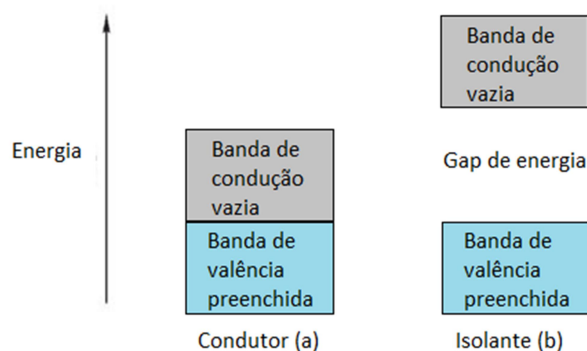 Energia
Banda de
condução
vazia
Banda de
valência
preenchida
Condutor (a)
Banda de
condução
vazia
Gap de energia
Banda de
valência
preenchida
Isolante (b)